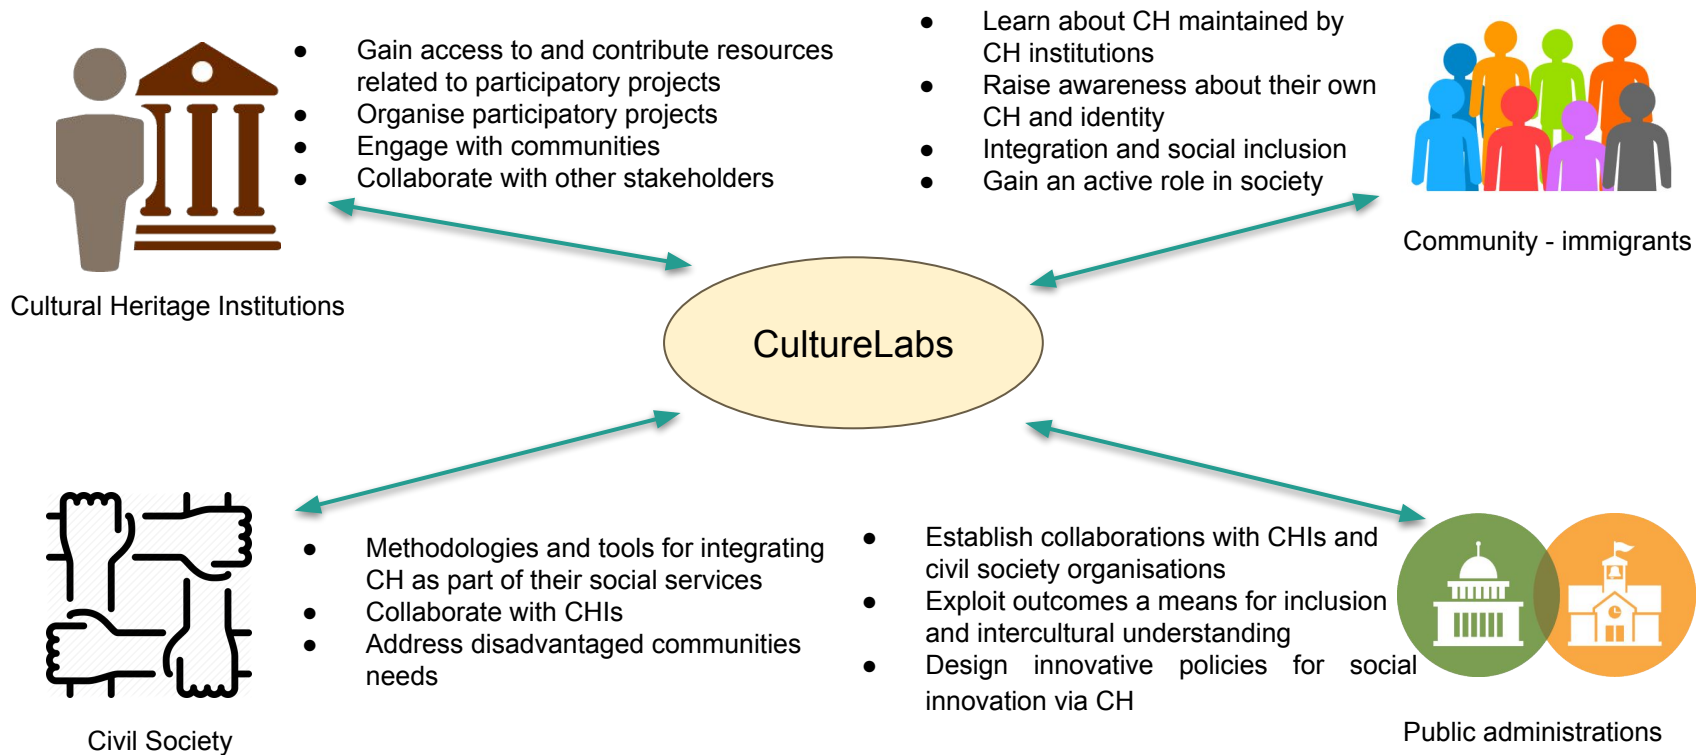 ● Gain access to and contribute resources
related to participatory projects
● Organise participatory projects
● Engage with communities
● Collaborate with other stakeholders
Cultural Heritage Institutions
● Learn about CH maintained by
CH institutions
● Raise awareness about their own
CH and identity
● Integration and social inclusion
● Gain an active role in society
Community - immigrants
CultureLabs
● Methodologies and tools for integrating
CH as part of their social services
● Collaborate with CHIs
● Address disadvantaged communities
needs
Civil Society
● Establish collaborations with CHIs and
civil society organisations
● Exploit outcomes a means for inclusion
and intercultural understanding
● Design innovative policies for social
innovation via CH
Public administrations